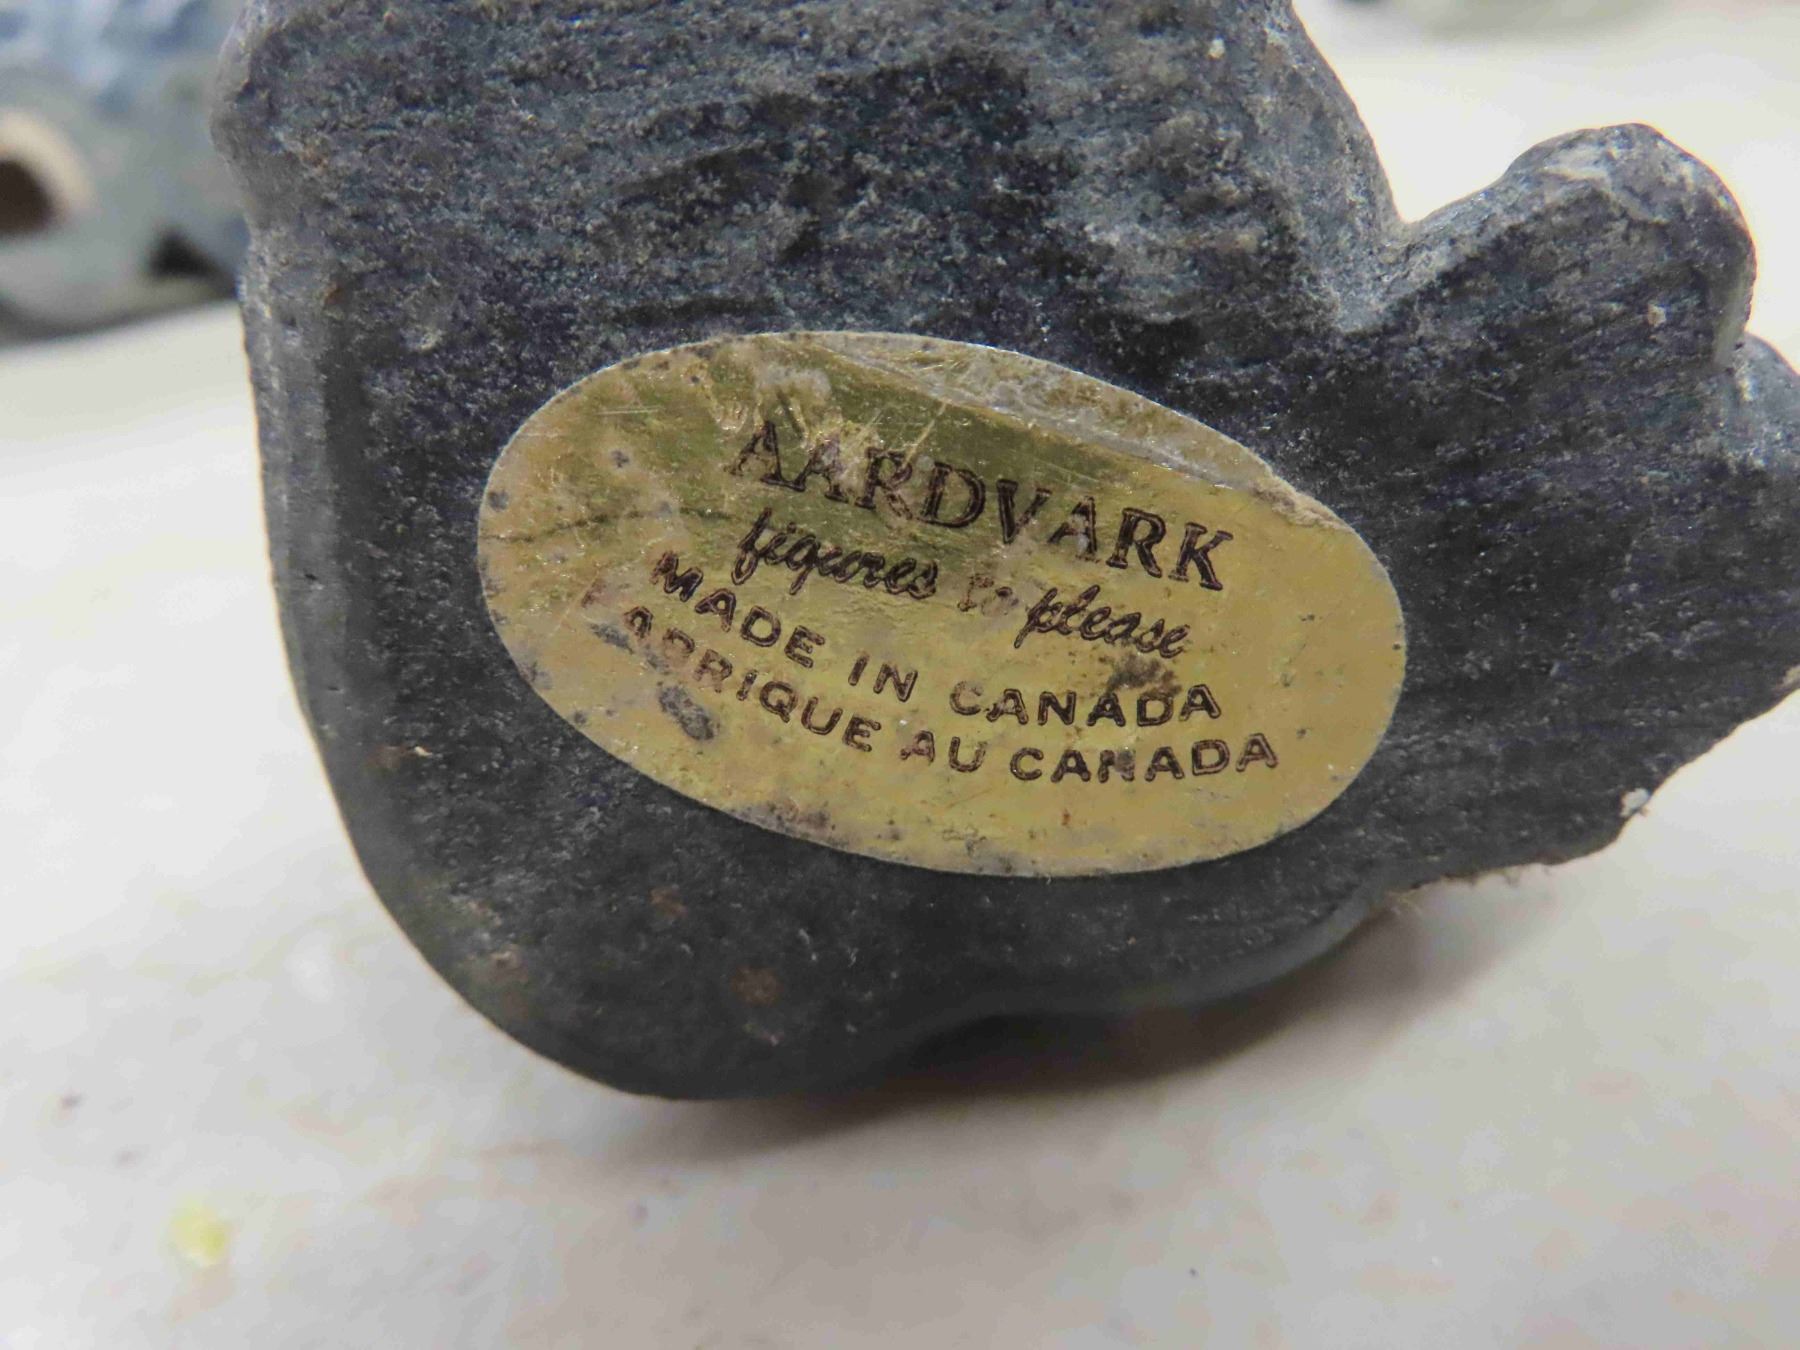 AARDVARK
figures to please
MADE IN CANADA
FABRIQUE AU CANADA